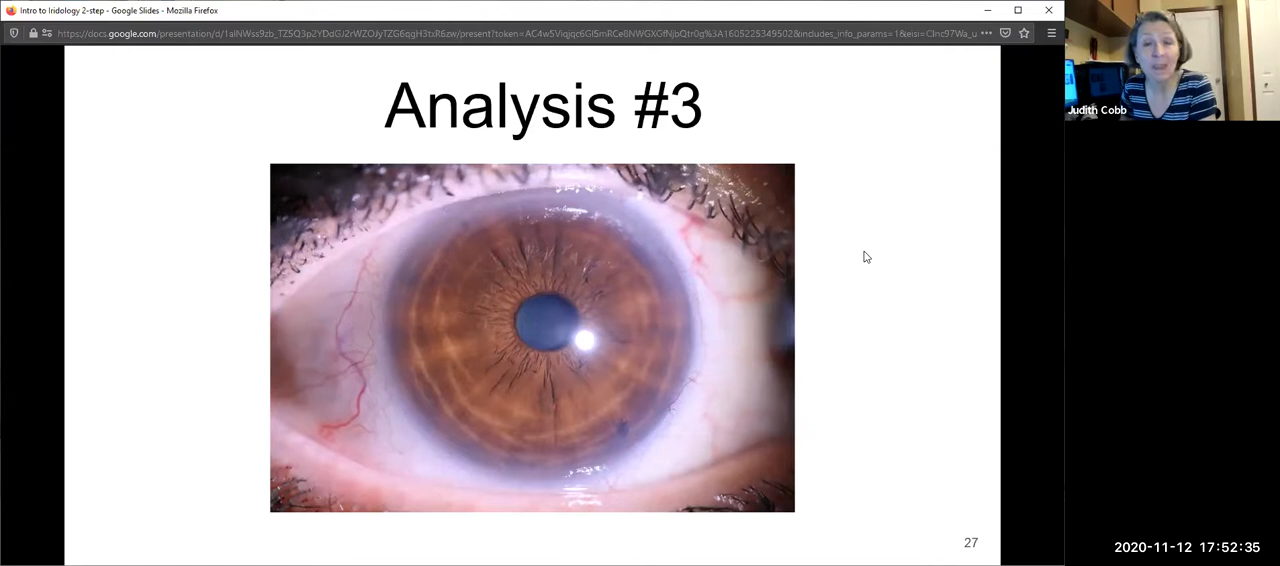 Intro to Iridology 2-step - Google Slides - Mozilla Firefox
Analysis #3
27
Judith Cobb
2020-11-12 17:52:35